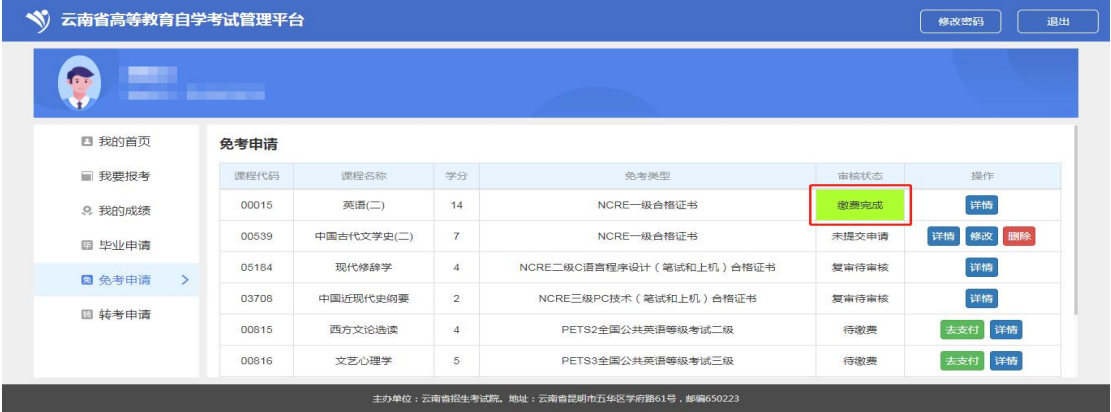 云南省高等教育自学考试管理平台 修改密码 退出
我的首页
我要报考
我的成绩
毕业申请
免考申请 >
转考申请
免考申请
课程代码 课程名称 学分 免考类型 审核状态 操作
00015 英语(二) 14 NCRE一级合格证书 缴费完成 详情
00539 中国古代文学史(二) 7 NCRE一级合格证书 未提交申请 详情 修改 删除
05184 现代修辞学 4 NCRE二级C语言程序设计（笔试和上机）合格证书 复审待审核 详情
03708 中国近现代史纲要 2 NCRE三级PC技术（笔试和上机）合格证书 复审待审核 详情
00815 西方文论选读 4 PETS2全国公共英语等级考试二级 待缴费 去支付 详情
00816 文艺心理学 5 PETS3全国公共英语等级考试三级 待缴费 去支付 详情
主办单位：云南省招生考试院。地址：云南省昆明市五华区学府路61号，邮编650223